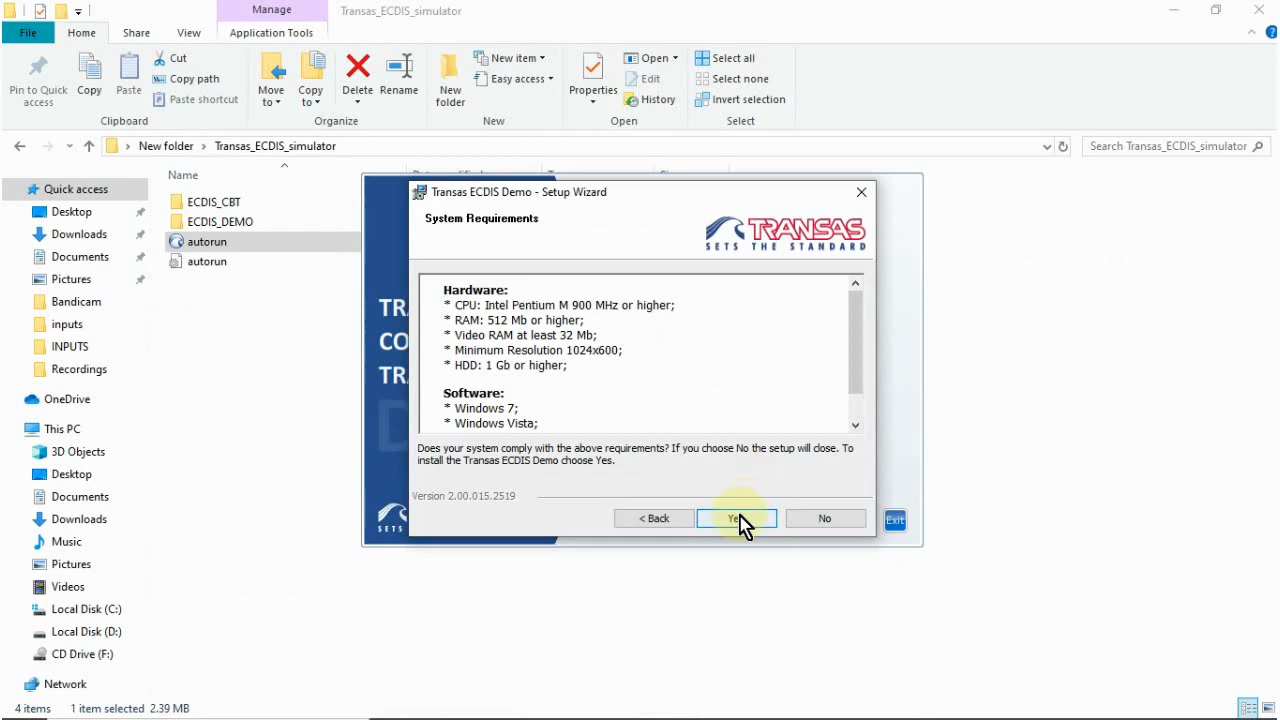 Manage
Transas_ECDIS_simulator
File
Home
Share
View
Application Tools
Pin to Quick access
Copy
Paste
Cut
Copy path
Paste shortcut
Clipboard
Move to
Copy to
Delete
Rename
Organize
New folder
New item
Easy access
New
Properties
Open
Edit
History
Open
Select all
Select none
Invert selection
Select
New folder > Transas_ECDIS_simulator
Search Transas_ECDIS_simulator
Name
Quick access
Desktop
Downloads
Documents
Pictures
Bandicam
inputs
INPUTS
Recordings
OneDrive
This PC
3D Objects
Desktop
Documents
Downloads
Music
Pictures
Videos
Local Disk (C:)
Local Disk (D:)
CD Drive (F:)
Network
ECDIS_CBT
ECDIS_DEMO
autorun
autorun
TRA
CO
TRA
D
SETS
Transas ECDIS Demo - Setup Wizard
System Requirements
TRANSAS
SETS THE STANDARD
Hardware:
* CPU: Intel Pentium M 900 MHz or higher;
* RAM: 512 Mb or higher;
* Video RAM at least 32 Mb;
* Minimum Resolution 1024x600;
* HDD: 1 Gb or higher;
Software:
* Windows 7;
* Windows Vista;
Does your system comply with the above requirements? If you choose No the setup will close. To
install the Transas ECDIS Demo choose Yes.
Version 2.00.015.2519
< Back
No
Exit
4 items
1 item selected 2.39 MB